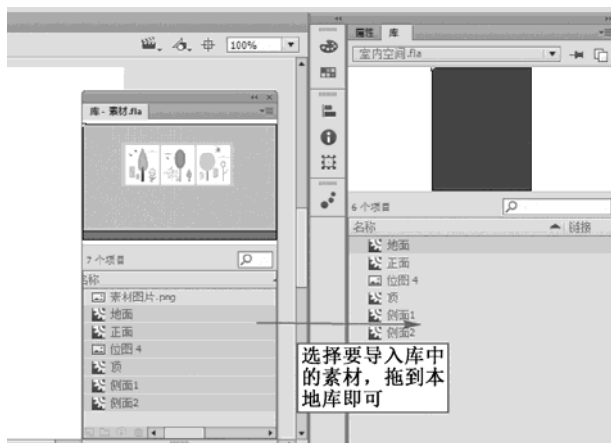 100%
属性
库
室内空间.fla
库 - 素材.fla
6 个项目
名称
链接
地面
正面
位图 4
顶
侧面1
侧面2
7 个项目
名称
素材图片.png
地面
正面
位图 4
顶
侧面1
侧面2
选择要导入库中
的素材，拖到本
地库即可